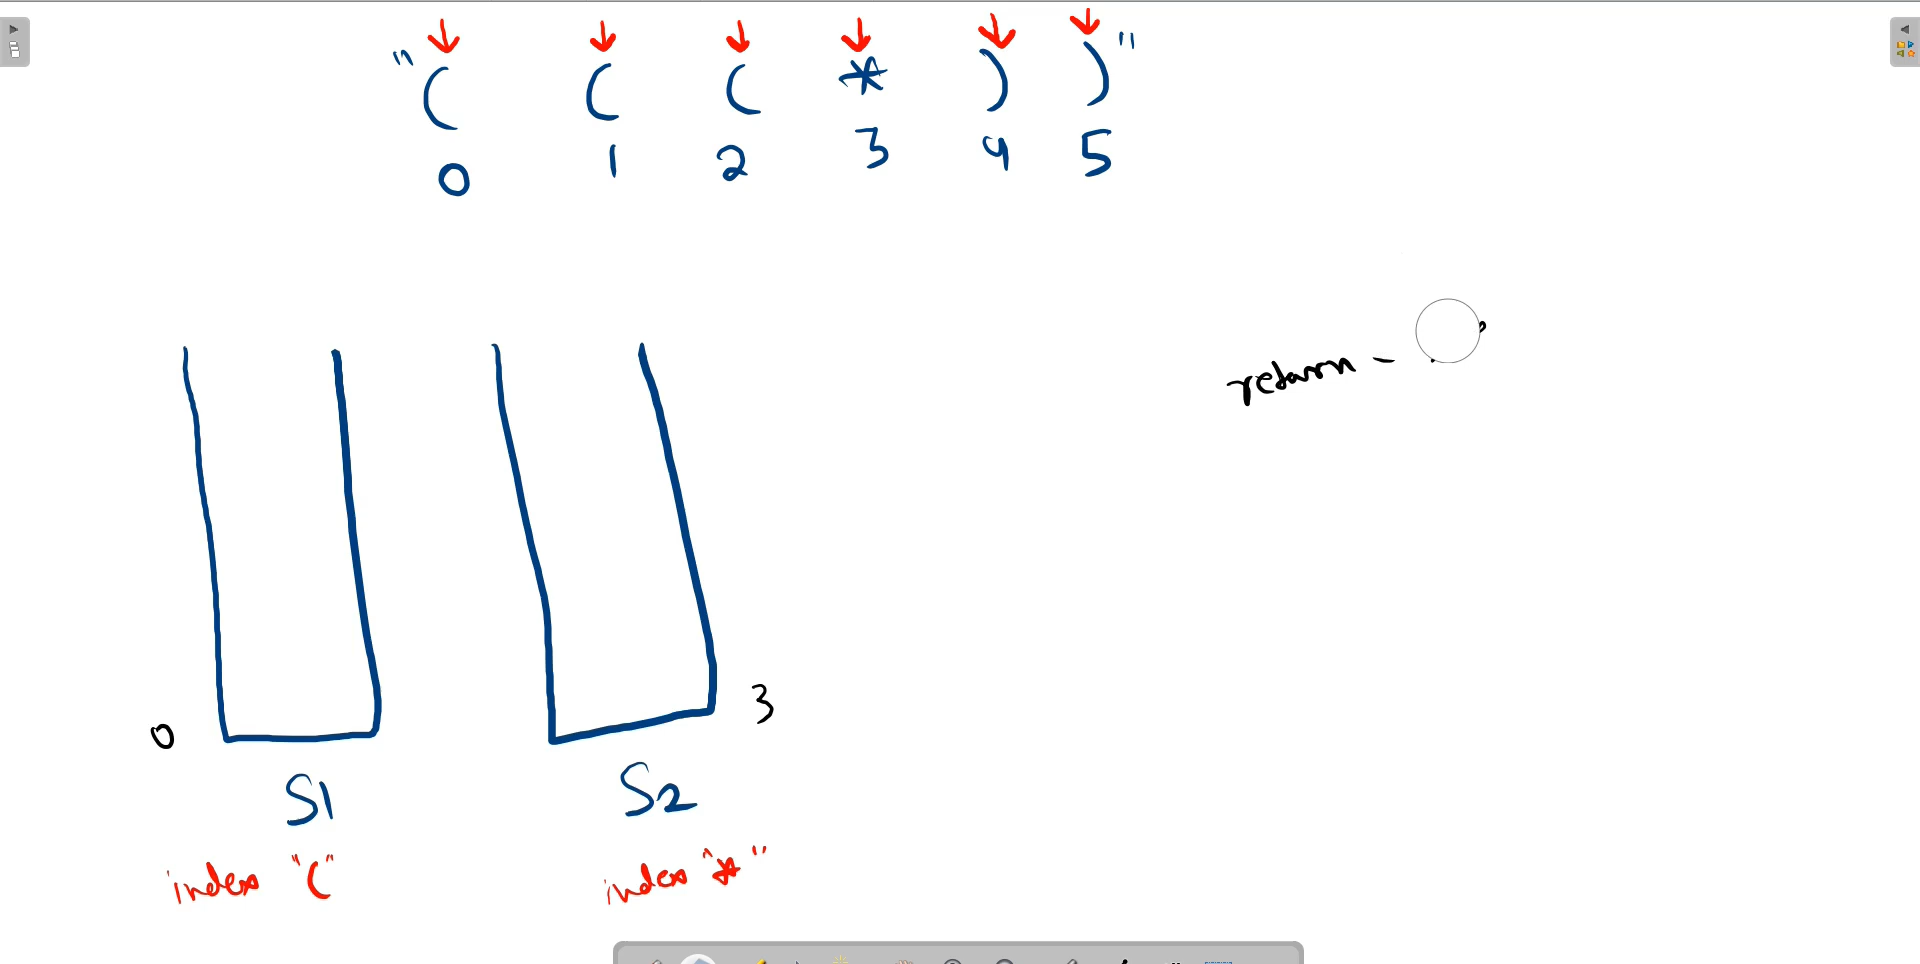 "( ( ( * ) )"
0 1 2 3 4 5
return -
0 3
S1 S2
index "(" index "*"